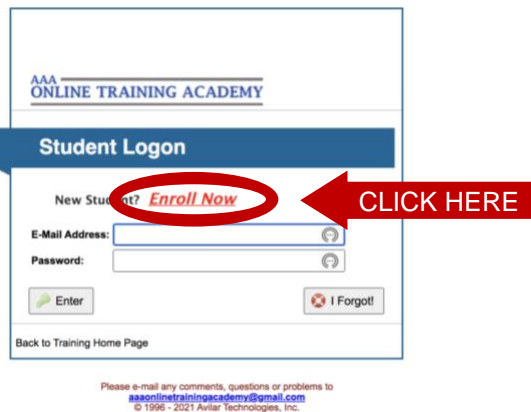 AAA
ONLINE TRAINING ACADEMY
Student Logon
New Student? Enroll Now
CLICK HERE
E-Mail Address:
Password:
Enter
I Forgot!
Back to Training Home Page
Please e-mail any comments, questions or problems to
aaaonlinetrainingacademy@gmail.com
© 1996 - 2021 Avilar Technologies, Inc.